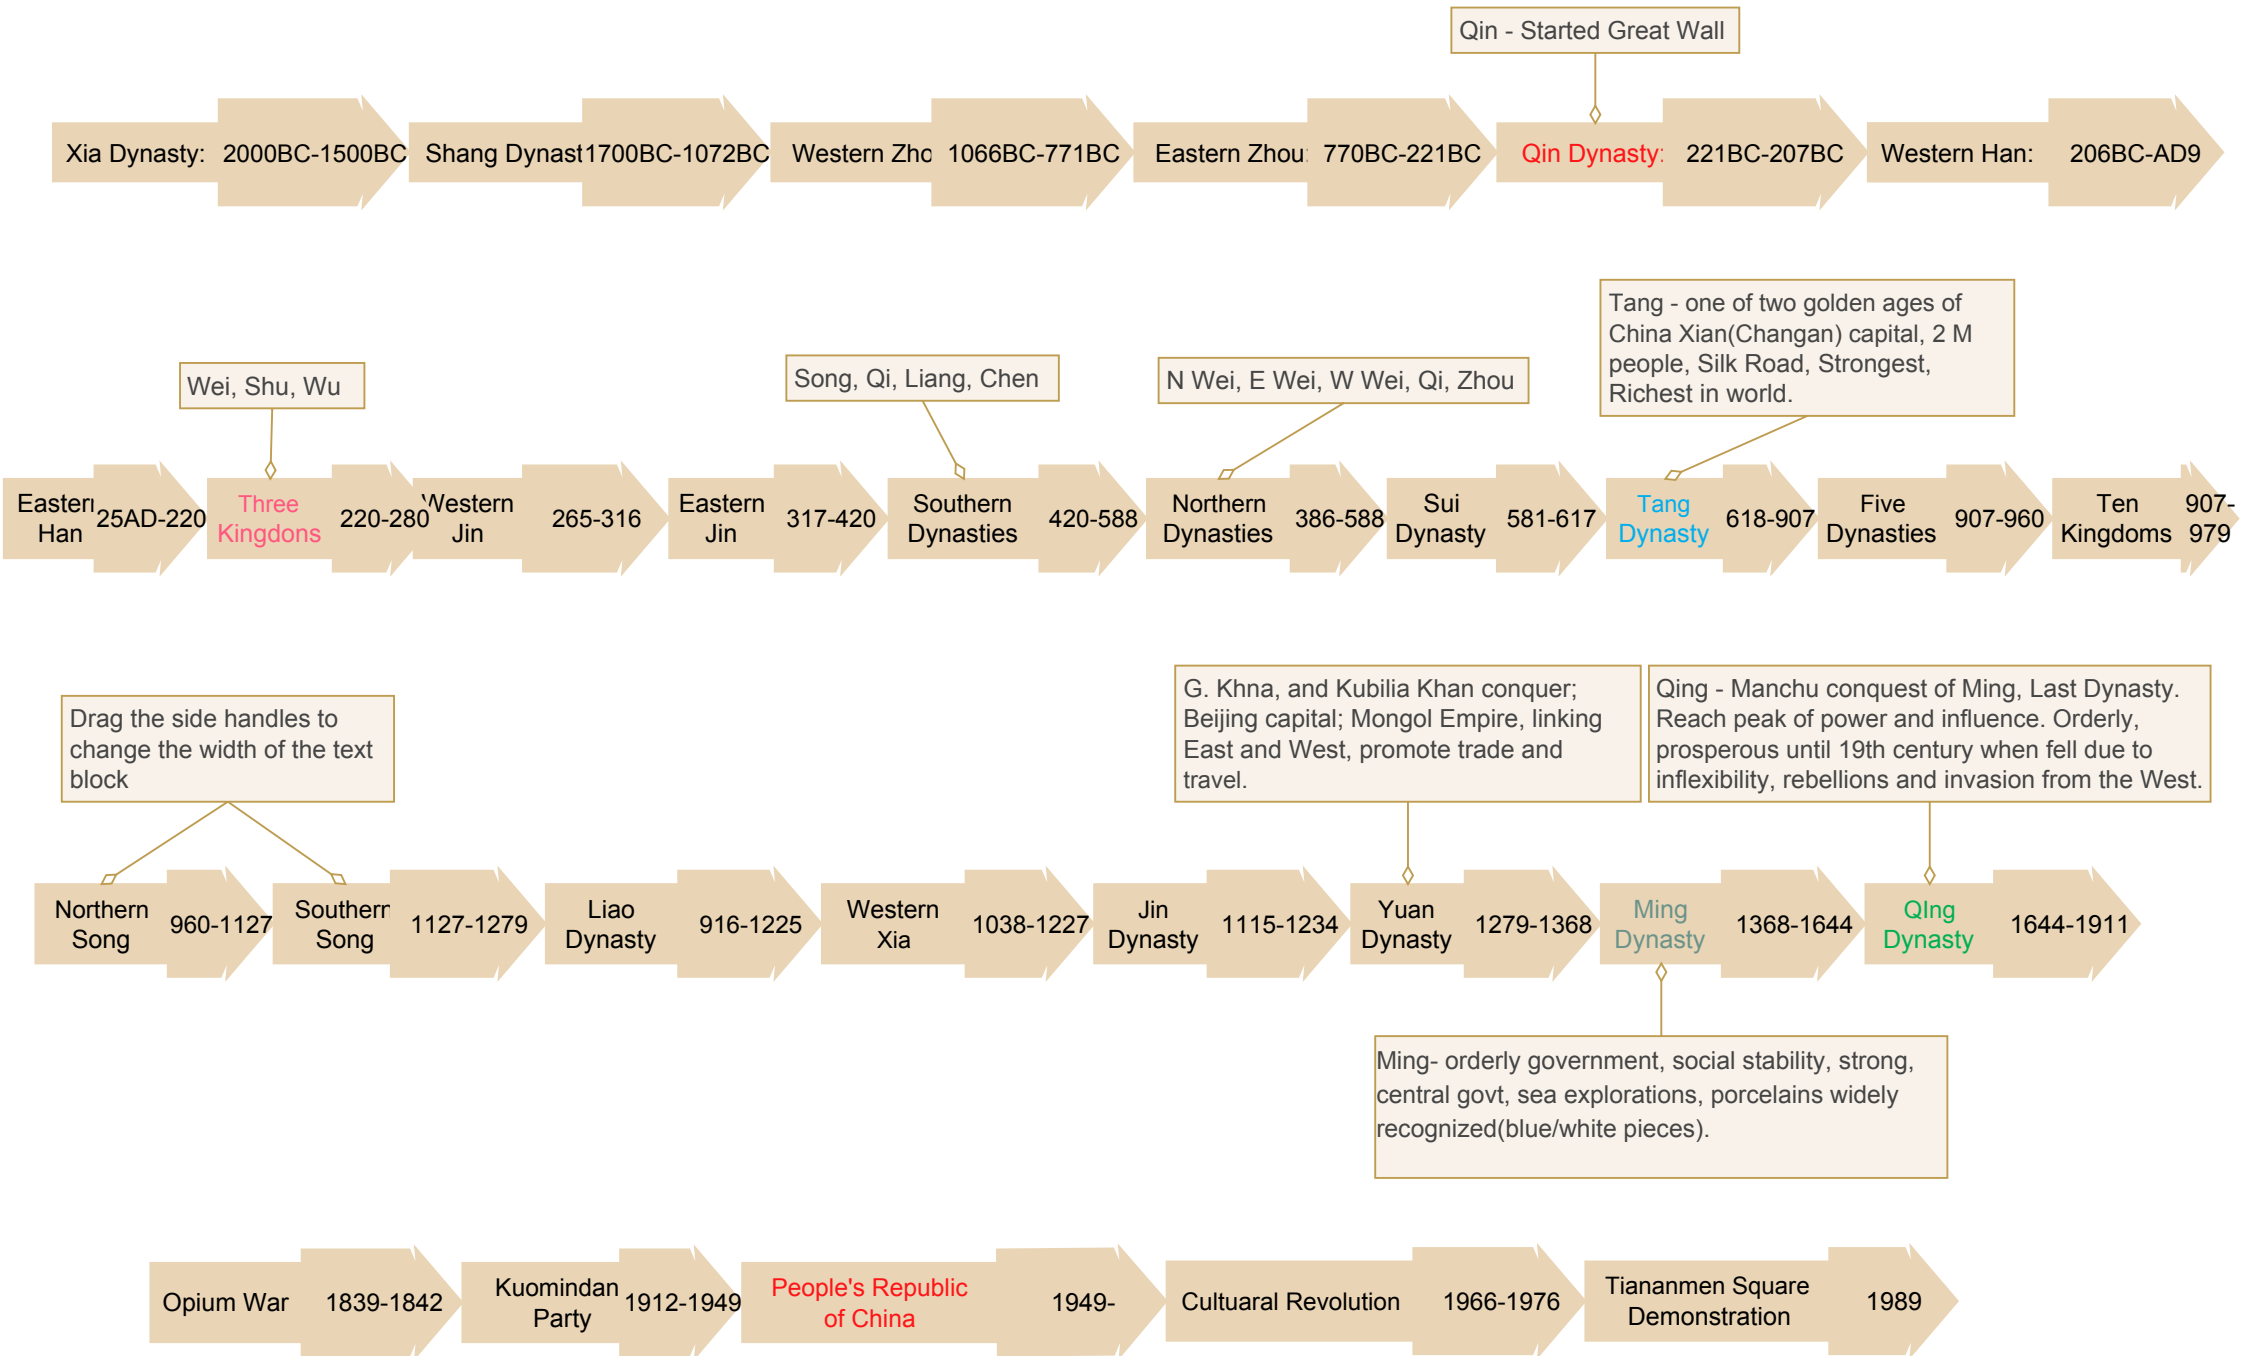 Qin - Started Great Wall
Xia Dynasty: 2000BC-1500BC Shang Dynast 1700BC-1072BC Western Zho 1066BC-771BC Eastern Zhou: 770BC-221BC Qin Dynasty: 221BC-207BC Western Han: 206BC-AD9
Wei, Shu, Wu
Song, Qi, Liang, Chen
N Wei, E Wei, W Wei, Qi, Zhou
Tang - one of two golden ages of
China Xian(Changan) capital, 2 M
people, Silk Road, Strongest,
Richest in world.
Eastern
Han
25AD-220
Three
Kingdons
220-280
Western
Jin
265-316
Eastern
Jin
317-420
Southern
Dynasties
420-588
Northern
Dynasties
386-588
Sui
Dynasty
581-617
Tang
Dynasty
618-907
Five
Dynasties
907-960
Ten
Kingdoms
907-
979
Drag the side handles to
change the width of the text
block
G. Khna, and Kubilia Khan conquer;
Beijing capital; Mongol Empire, linking
East and West, promote trade and
travel.
Qing - Manchu conquest of Ming, Last Dynasty.
Reach peak of power and influence. Orderly,
prosperous until 19th century when fell due to
inflexibility, rebellions and invasion from the West.
Northern
Song
960-1127
Southern
Song
1127-1279
Liao
Dynasty
916-1225
Western
Xia
1038-1227
Jin
Dynasty
1115-1234
Yuan
Dynasty
1279-1368
Ming
Dynasty
1368-1644
QIng
Dynasty
1644-1911
Ming- orderly government, social stability, strong,
central govt, sea explorations, porcelains widely
recognized(blue/white pieces).
Opium War
1839-1842
Kuomindan
Party
1912-1949
People's Republic
of China
1949-
Cultuaral Revolution
1966-1976
Tiananmen Square
Demonstration
1989